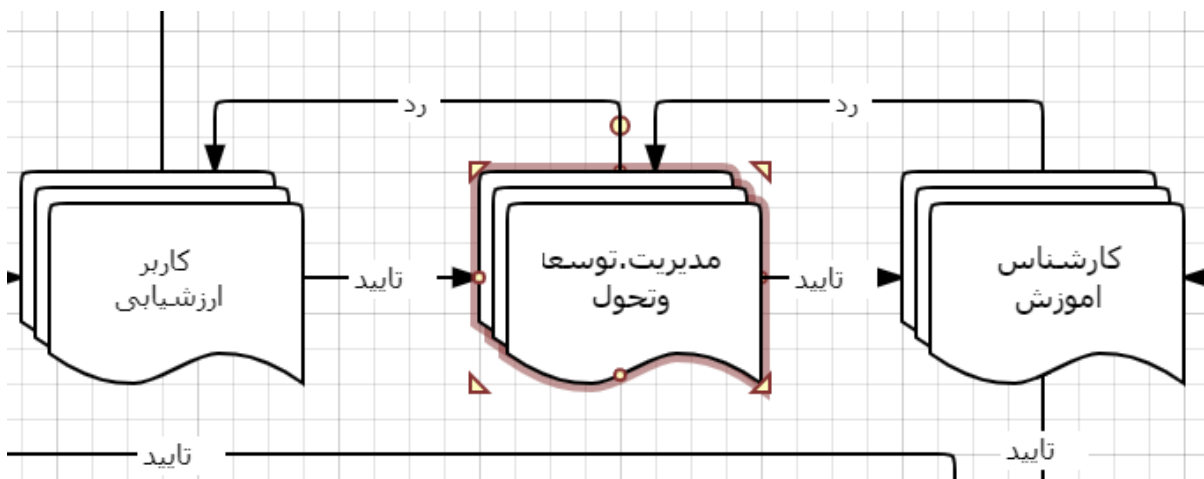 رد
رد
کارشناس
اموزش
تایید
مدیریت.توسعا
وتحول
تایید
کاربر
ارزشیابی
تایید
تایید